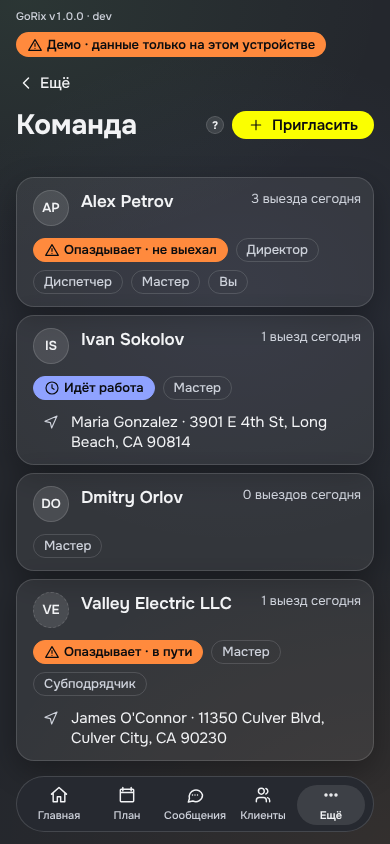 GoRix v1.0.0 · dev
Демо · данные только на этом устройстве
Ещё
Команда
?
+ Пригласить
AP
Alex Petrov
3 выезда сегодня
Опаздывает · не выехал
Директор
Диспетчер
Мастер
Вы
IS
Ivan Sokolov
1 выезд сегодня
Идёт работа
Мастер
Maria Gonzalez · 3901 E 4th St, Long
Beach, CA 90814
DO
Dmitry Orlov
0 выездов сегодня
Мастер
VE
Valley Electric LLC
1 выезд сегодня
Опаздывает · в пути
Мастер
Субподрядчик
James O'Connor · 11350 Culver Blvd,
Culver City, CA 90230
Главная
План
Сообщения
Клиенты
Ещё